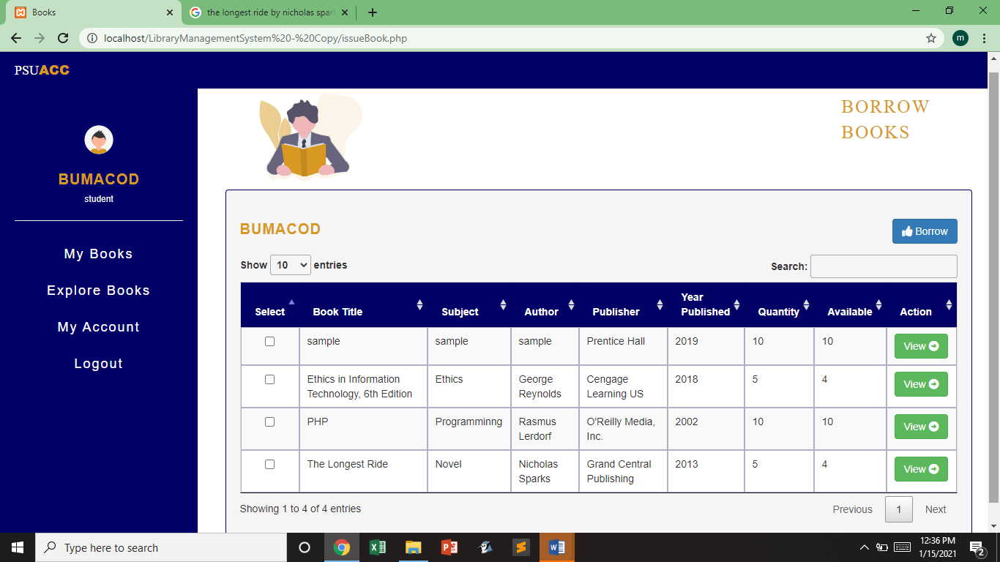 Books
the longest ride by nicholas spar
localhost/LibraryManagementSystem%20-%20Copy/issueBook.php
m
PSUACC
BUMACOD
student
My Books
Explore Books
My Account
Logout
BORROW
BOOKS
BUMACOD
Borrow
Show 10 entries
Search:
Select Book Title Subject Author Publisher Year Published Quantity Available Action
sample sample sample Prentice Hall 2019 10 10 View
Ethics in Information Ethics George Cengage 2018 5 4 View
Technology, 6th Edition Reynolds Learning US
PHP Programminng Rasmus O'Reilly Media, 2002 10 10 View
Lerdorf Inc.
The Longest Ride Novel Nicholas Grand Central 2013 5 4 View
Sparks Publishing
Showing 1 to 4 of 4 entries
Previous 1 Next
Type here to search
12:36 PM
1/15/2021
2